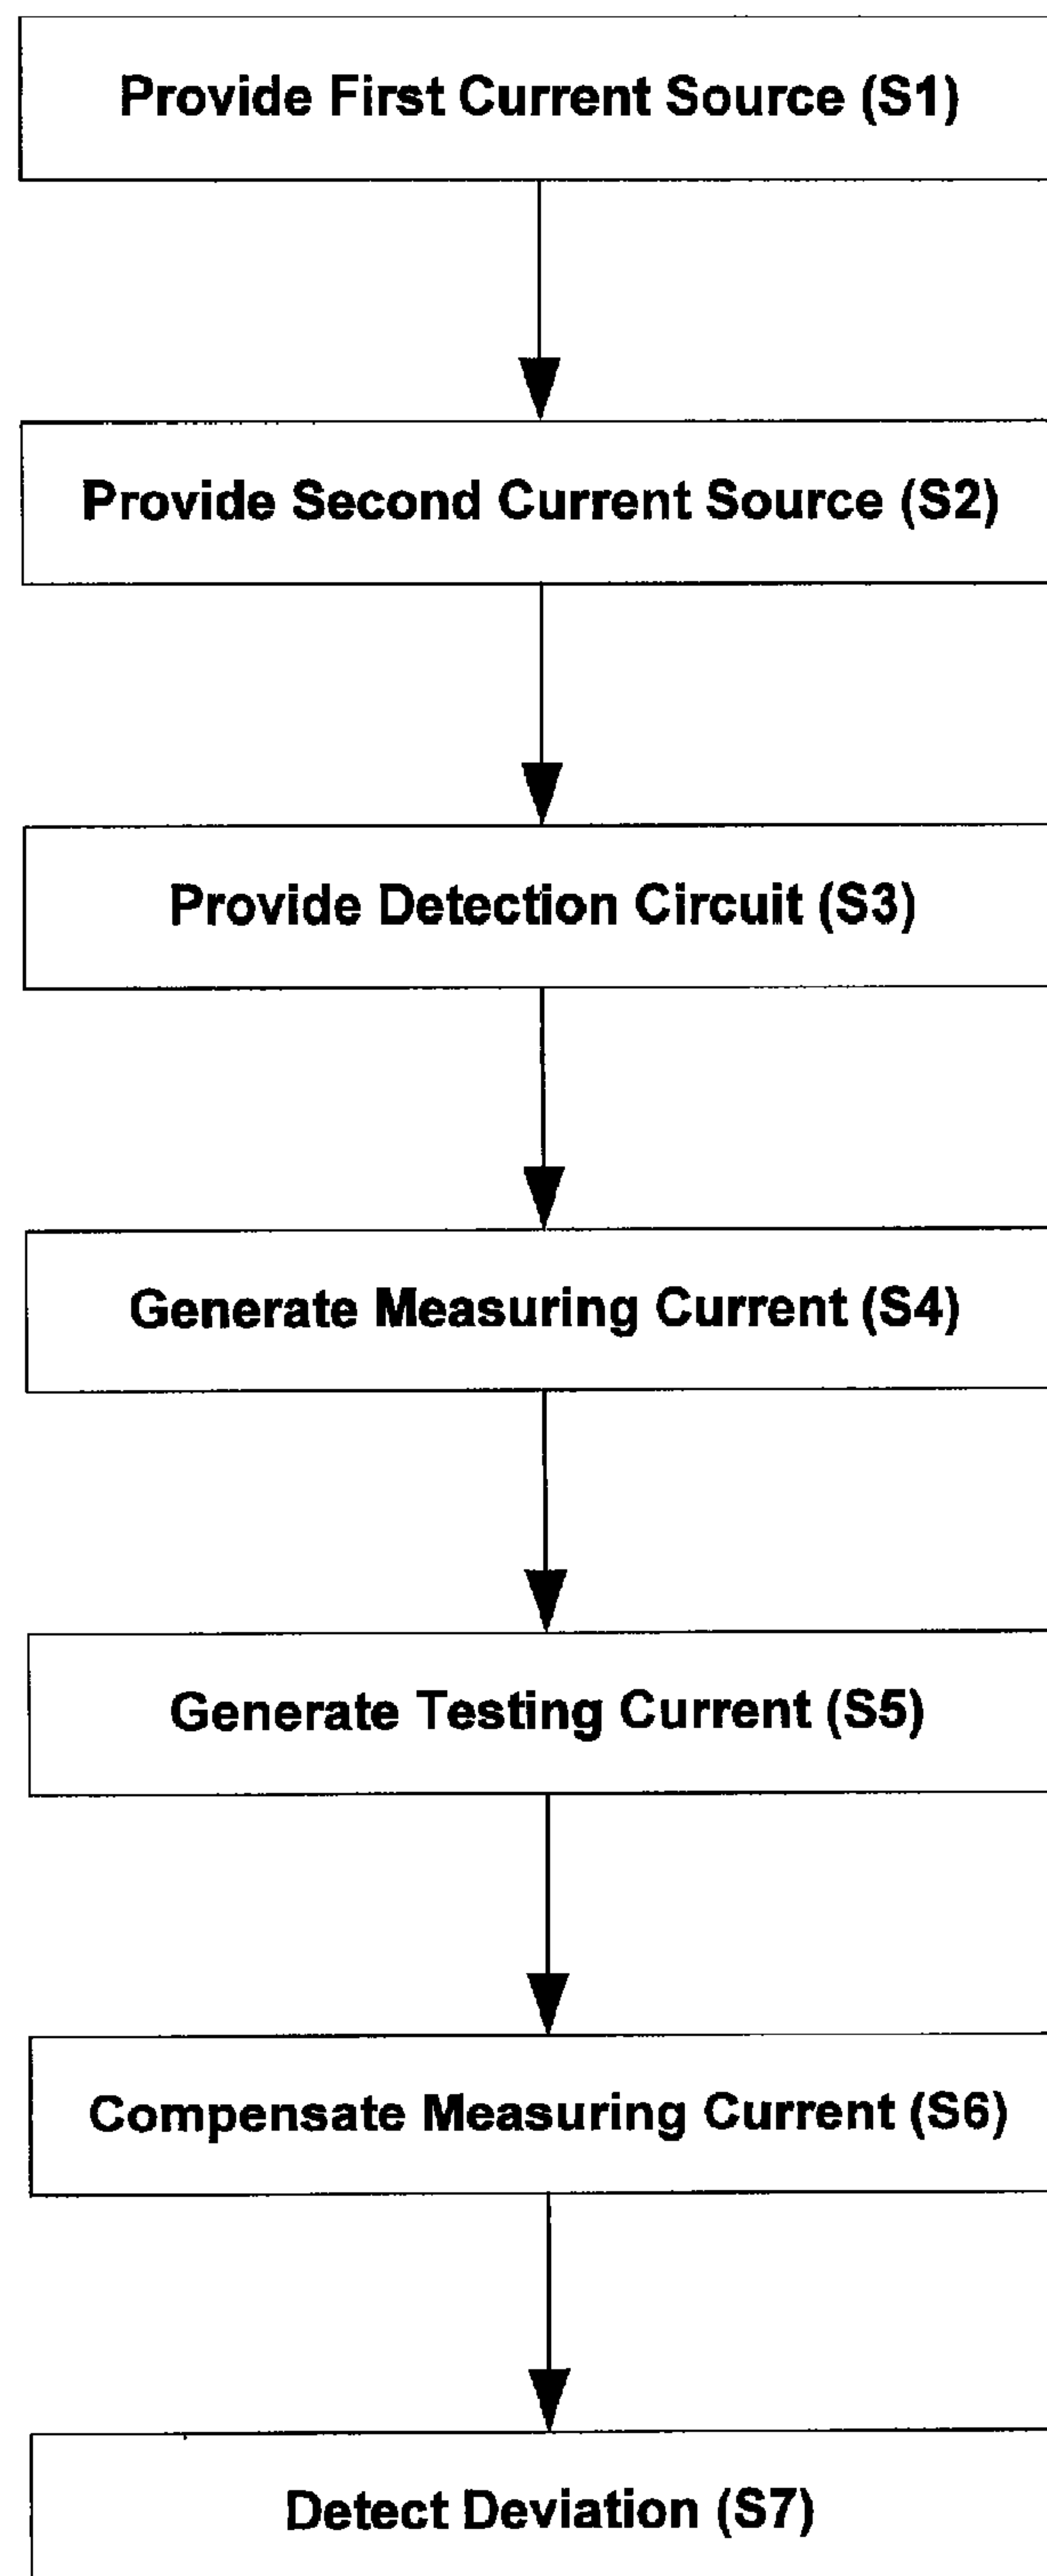 Provide First Current Source (S1)
Provide Second Current Source (S2)
Provide Detection Circuit (S3)
Generate Measuring Current (S4)
Generate Testing Current (S5)
Compensate Measuring Current (S6)
Detect Deviation (S7)